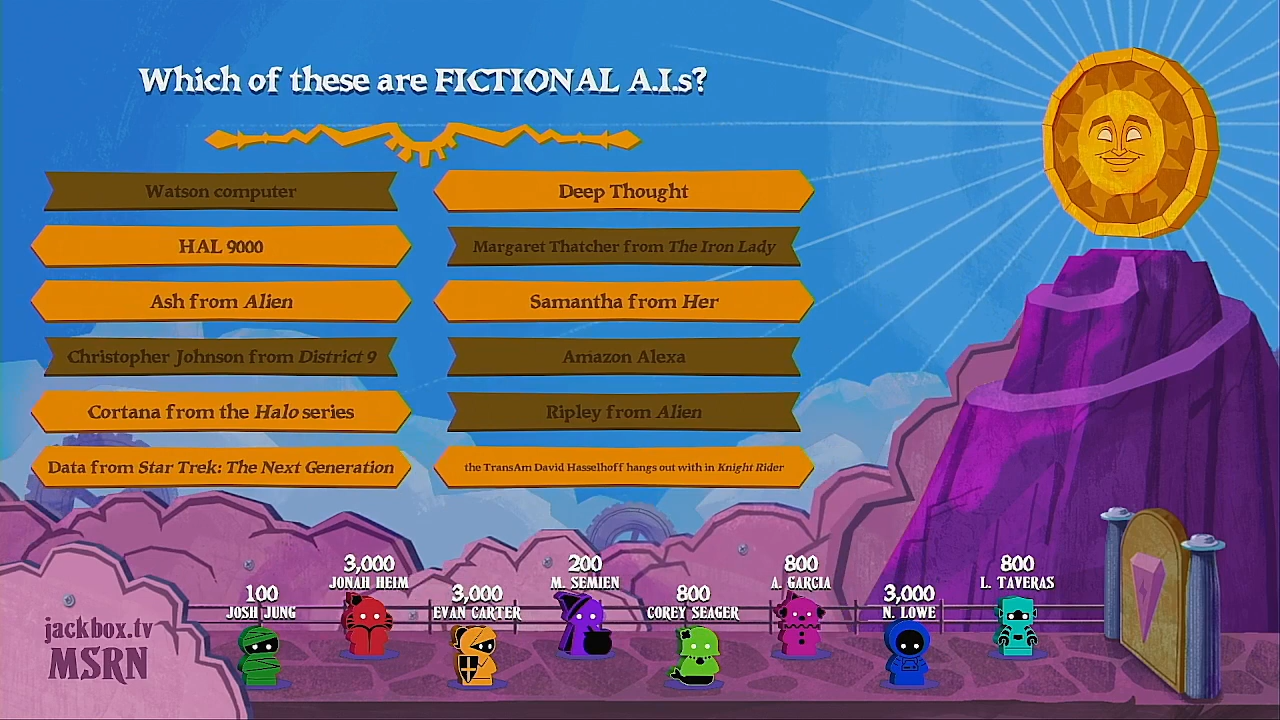 Which of these are FICTIONAL A.I.s?
Watson computer
Deep Thought
HAL 9000
Margaret Thatcher from The Iron Lady
Ash from Alien
Samantha from Her
Christopher Johnson from District 9
Amazon Alexa
Cortana from the Halo series
Ripley from Alien
Data from Star Trek: The Next Generation
the TransAm David Hasselhoff hangs out with in Knight Rider
100
JOSH JUNG
3,000
JONAH HEIM
3,000
EVAN CARTER
200
M. SEMIEN
800
COREY SEAGER
800
A. GARCIA
3,000
N. LOWE
800
L. TAVERAS
jackbox.tv
MSRN